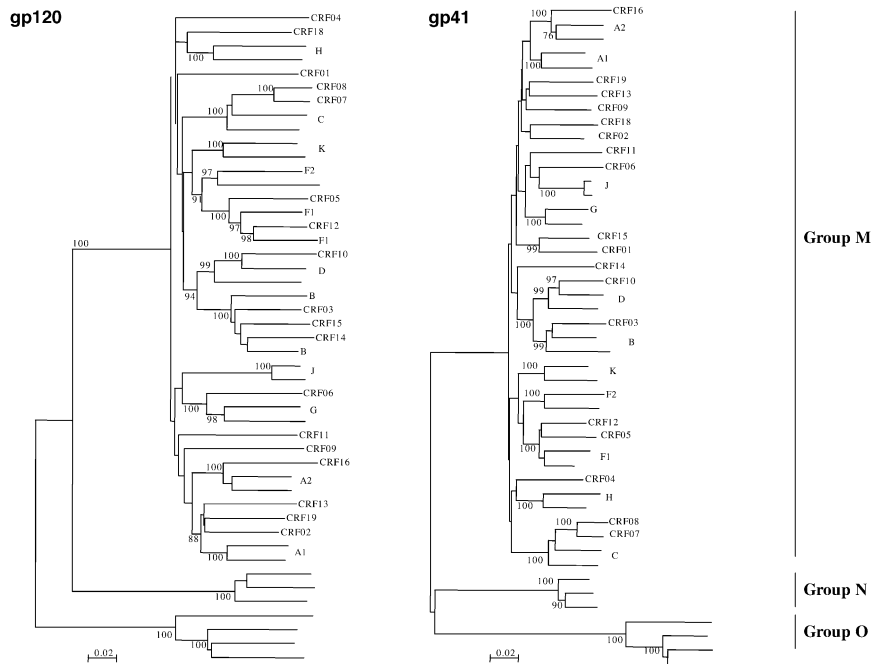 gp120
CRF04
CRF18
H
100
CRF01
100
CRF08
CRF07
100
C
100
K
97
F2
91
CRF05
100
F1
97
CRF12
98
F1
100
CRF10
99
D
94
B
100
CRF03
CRF15
CRF14
B
100
J
CRF06
100
G
98
CRF11
CRF09
100
CRF16
A2
CRF13
CRF19
CRF02
88
A1
100
100
100
100
100
0.02
gp41
100
CRF16
76
A2
A1
100
CRF19
CRF13
CRF09
CRF18
CRF02
CRF11
CRF06
J
100
G
100
CRF15
99
CRF01
CRF14
97
CRF10
99
D
100
CRF03
B
99
100
K
100
F2
CRF12
CRF05
100
F1
CRF04
H
100
100
CRF08
CRF07
C
100
100
90
100
100
0.02
Group M
Group N
Group O